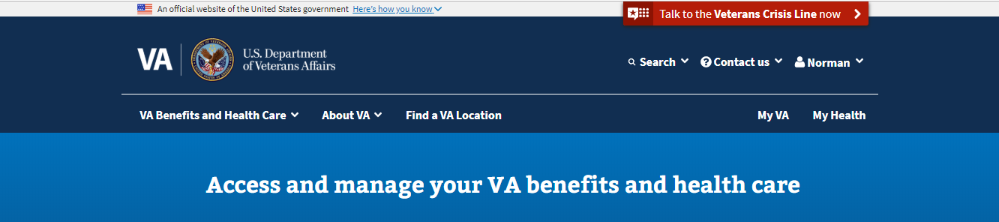 An official website of the United States government Here's how you know
Talk to the Veterans Crisis Line now
VA
U.S. Department
of Veterans Affairs
Search
Contact us
Norman
VA Benefits and Health Care
About VA
Find a VA Location
My VA
My Health
Access and manage your VA benefits and health care